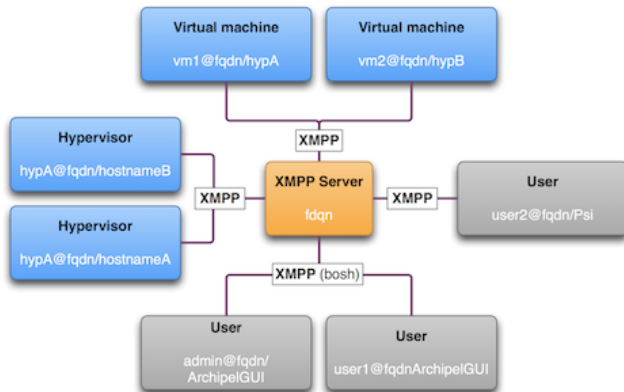 Virtual machine
vm1@fqdn/hypA
Virtual machine
vm2@fqdn/hypB
XMPP
Hypervisor
hypA@fqdn/hostnameB
XMPP
Hypervisor
hypA@fqdn/hostnameA
XMPP Server
fdqn
XMPP
User
user2@fqdn/Psi
XMPP (bosh)
User
admin@fqdn/
ArchipelGUI
User
user1@fqdnArchipelGUI